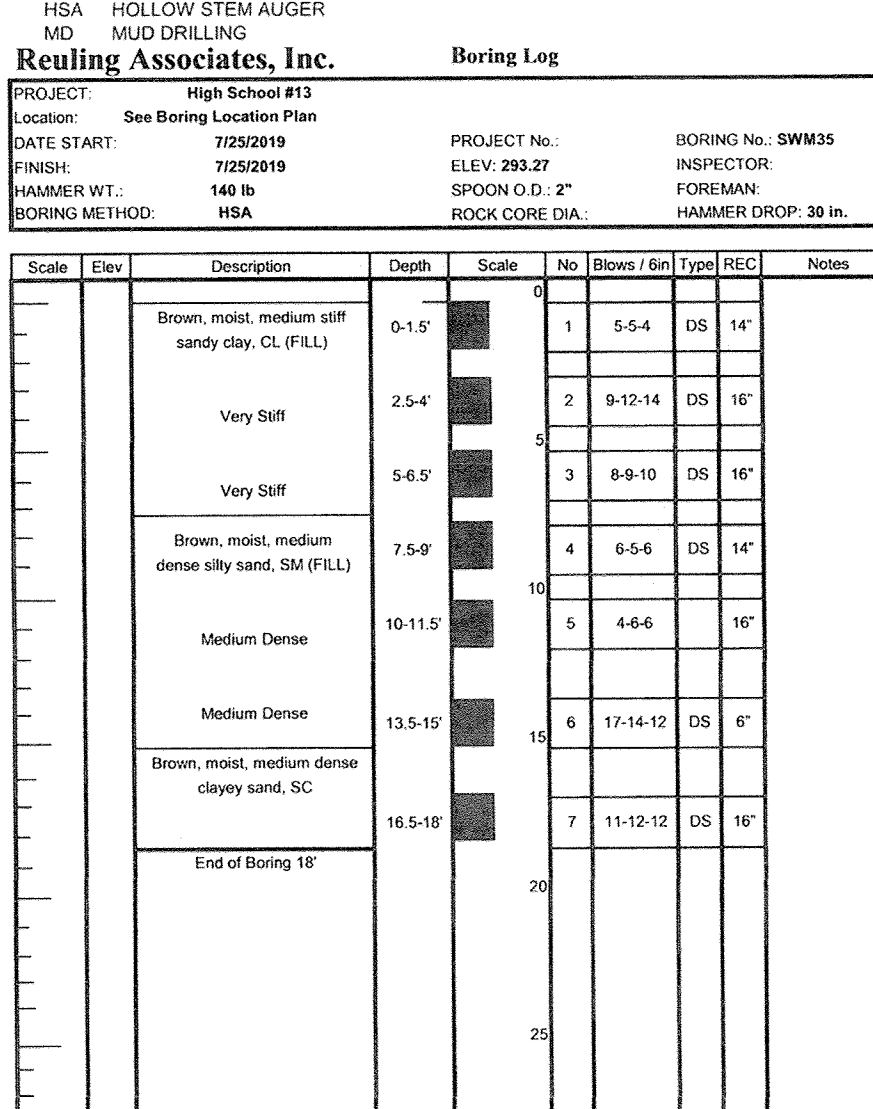 HSA HOLLOW STEM AUGER
MD MUD DRILLING
Reuling Associates, Inc. Boring Log
PROJECT: High School #13
Location: See Boring Location Plan
DATE START: 7/25/2019 PROJECT No.: BORING No.: SWM35
FINISH: 7/25/2019 ELEV: 293.27 INSPECTOR:
HAMMER WT.: 140 lb SPOON O.D.: 2" FOREMAN:
BORING METHOD: HSA ROCK CORE DIA.: HAMMER DROP: 30 in.
Scale Elev Description Depth Scale No Blows / 6in Type REC Notes
0
Brown, moist, medium stiff
sandy clay, CL (FILL) 0-1.5' 1 5-5-4 DS 14"
Very Stiff 2.5-4' 2 9-12-14 DS 16"
5
Very Stiff 5-6.5' 3 8-9-10 DS 16"
Brown, moist, medium
dense silty sand, SM (FILL) 7.5-9' 4 6-5-6 DS 14"
10
Medium Dense 10-11.5' 5 4-6-6 16"
Medium Dense 13.5-15' 6 17-14-12 DS 6"
15
Brown, moist, medium dense
clayey sand, SC
16.5-18' 7 11-12-12 DS 16"
End of Boring 18'
20
25